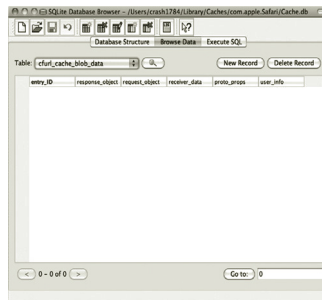 SQLite Database Browser - /Users/crash1784/Library/Caches/com.apple.Safari/Cache.db
Database Structure Browse Data Execute SQL
Table: cfurl_cache_blob_data New Record Delete Record
entry_ID response_object request_object receiver_data proto_props user_info
< 0 - 0 of 0 > Go to: 0